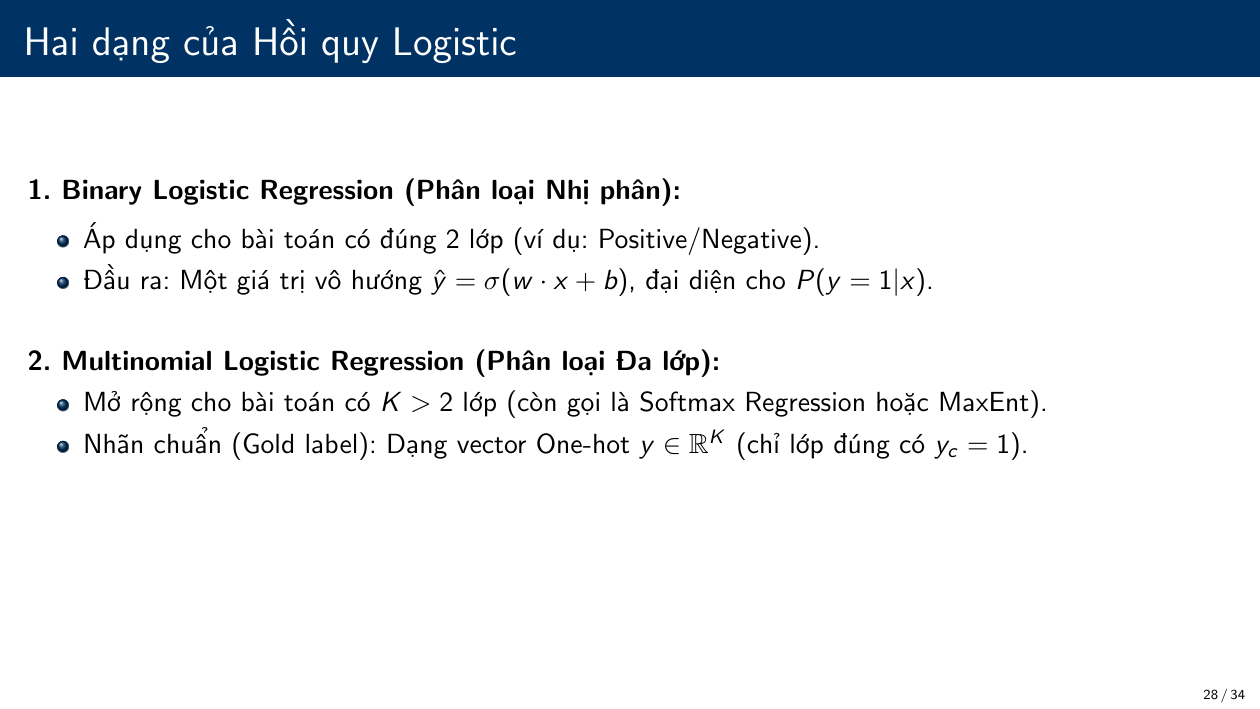 Hai dạng của Hồi quy Logistic
1. Binary Logistic Regression (Phân loại Nhị phân):
Áp dụng cho bài toán có đúng 2 lớp (ví dụ: Positive/Negative).
Đầu ra: Một giá trị vô hướng ŷ = σ(w · x + b), đại diện cho P(y = 1|x).
2. Multinomial Logistic Regression (Phân loại Đa lớp):
Mở rộng cho bài toán có K > 2 lớp (còn gọi là Softmax Regression hoặc MaxEnt).
Nhãn chuẩn (Gold label): Dạng vector One-hot y ∈ ℝᴷ (chỉ lớp đúng có y_c = 1).
28 / 34